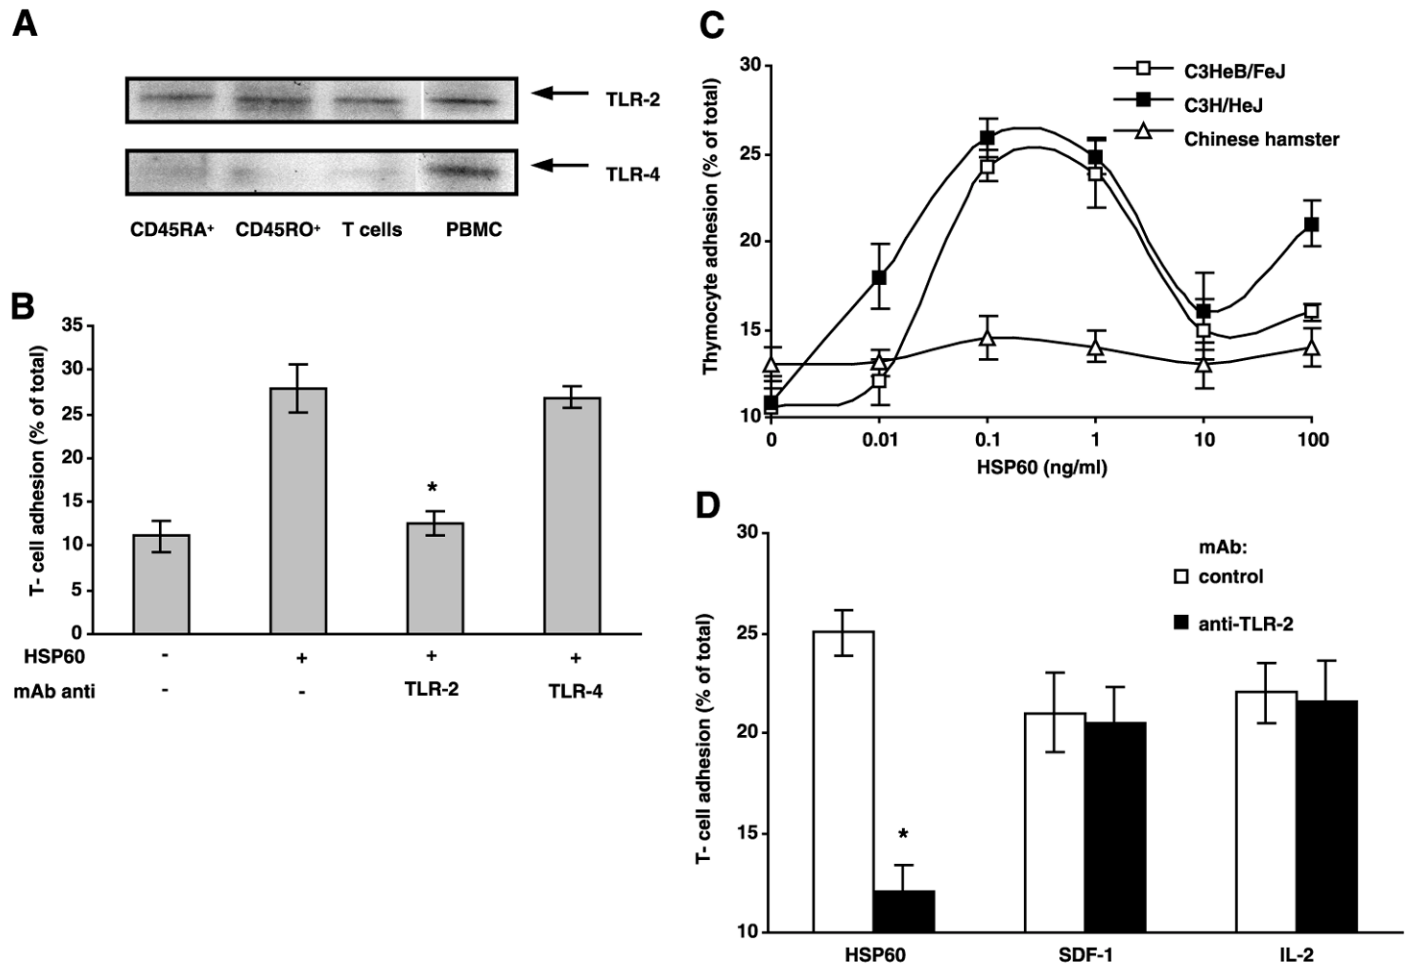 A
TLR-2
TLR-4
CD45RA+ CD45RO+ T cells PBMC
B
T- cell adhesion (% of total)
35
30
25
20
15
10
5
0
*
HSP60 - + + +
mAb anti - - TLR-2 TLR-4
C
Thymocyte adhesion (% of total)
30
25
20
15
10
C3HeB/FeJ
C3H/HeJ
Chinese hamster
0 0.01 0.1 1 10 100
HSP60 (ng/ml)
D
T- cell adhesion (% of total)
30
25
20
15
10
mAb:
control
anti-TLR-2
*
HSP60 SDF-1 IL-2